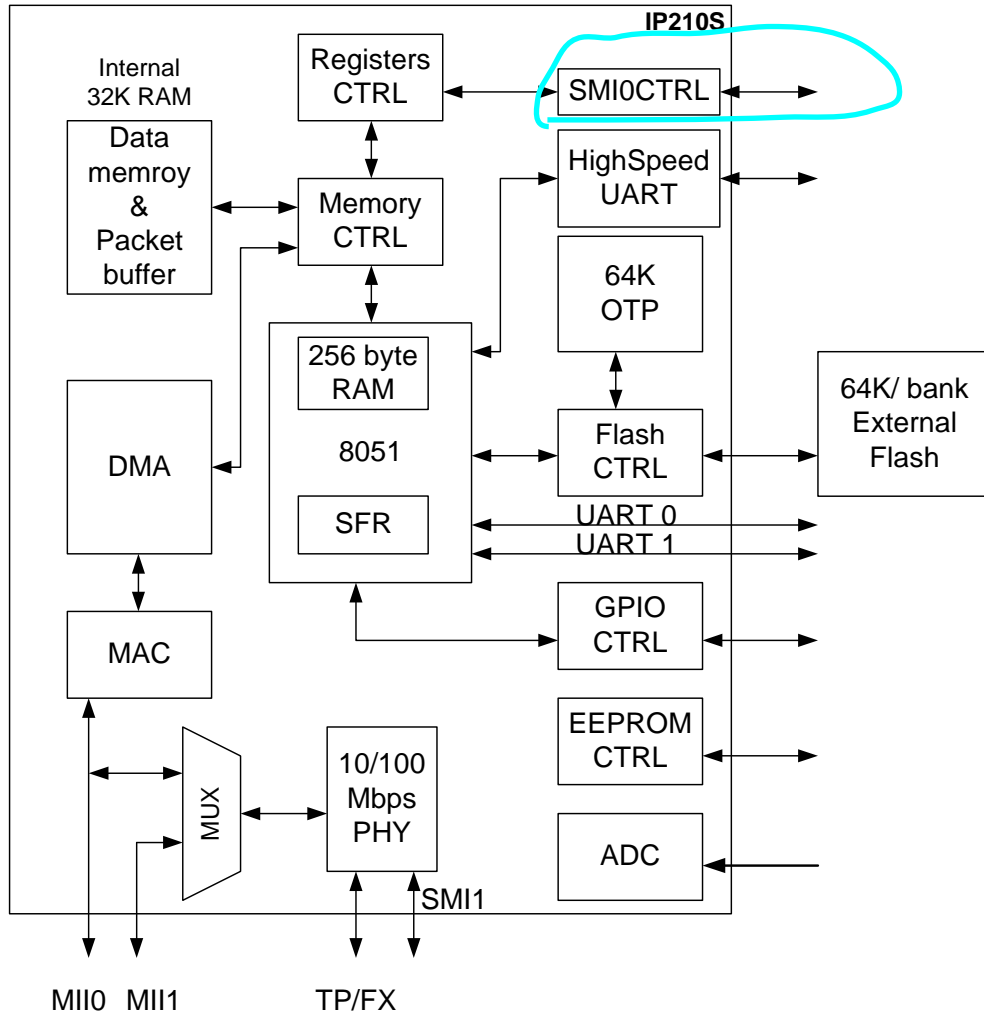 IP210S
Internal
32K RAM
Registers
CTRL
SMI0CTRL
Data
memroy
&
Packet
buffer
HighSpeed
UART
Memory
CTRL
64K
OTP
256 byte
RAM
8051
SFR
64K/ bank
External
Flash
Flash
CTRL
DMA
UART 0
UART 1
GPIO
CTRL
MAC
EEPROM
CTRL
MUX
10/100
Mbps
PHY
ADC
SMI1
MII0 MII1 TP/FX